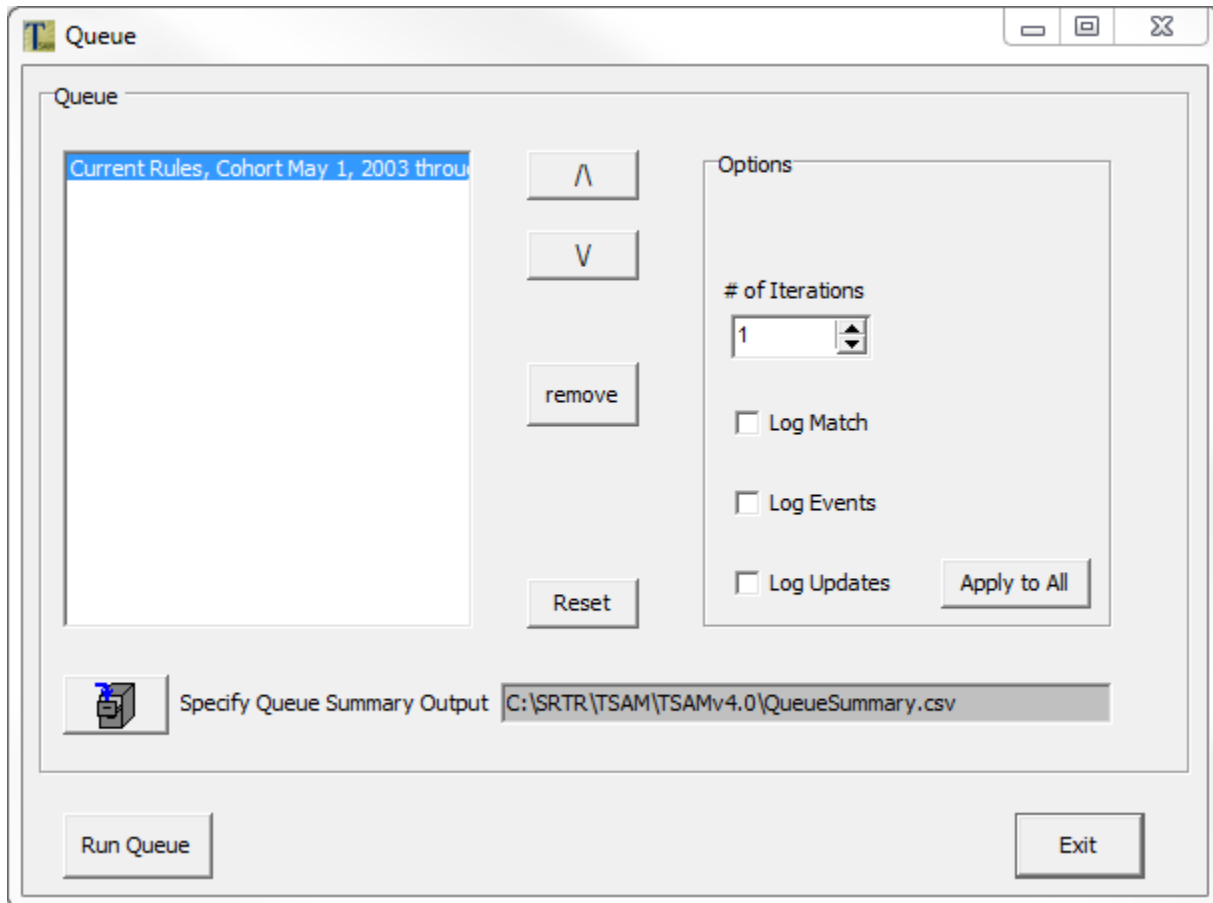 T Queue
Queue
Current Rules, Cohort May 1, 2003 throu
/\
Options
\/
# of Iterations
1
remove
Log Match
Log Events
Log Updates
Apply to All
Reset
Specify Queue Summary Output
C:\SRTR\TSAM\TSAMv4.0\QueueSummary.csv
Run Queue
Exit